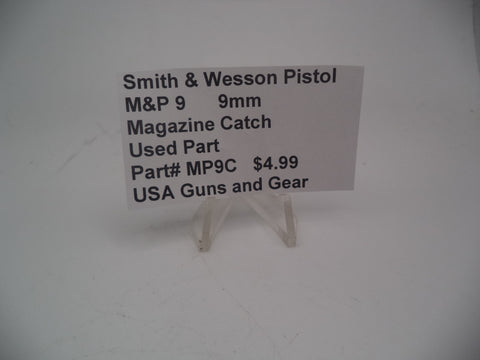 Smith & Wesson Pistol
M&P 9 9mm
Magazine Catch
Used Part
Part# MP9C $4.99
USA Guns and Gear